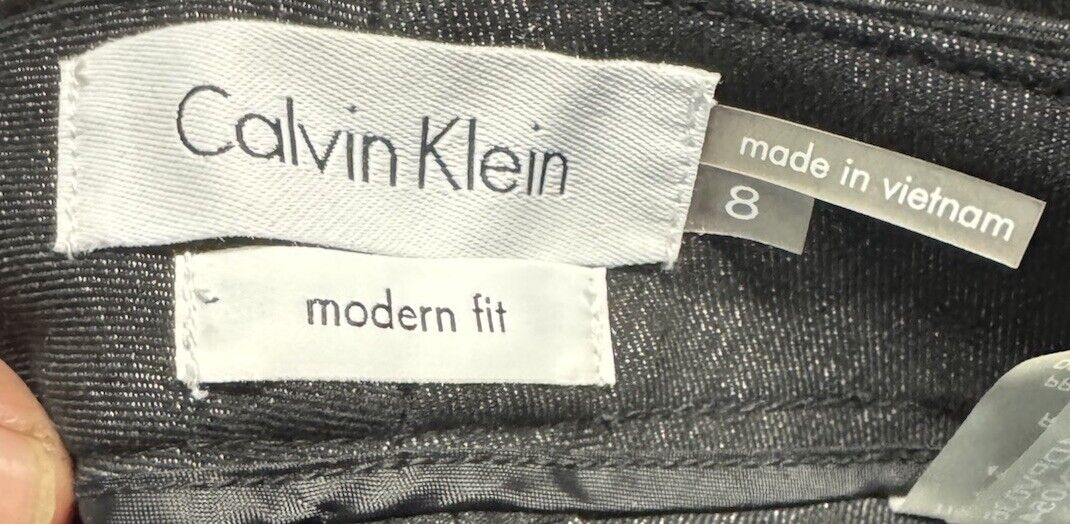 Calvin Klein
made in vietnam
8
modern fit